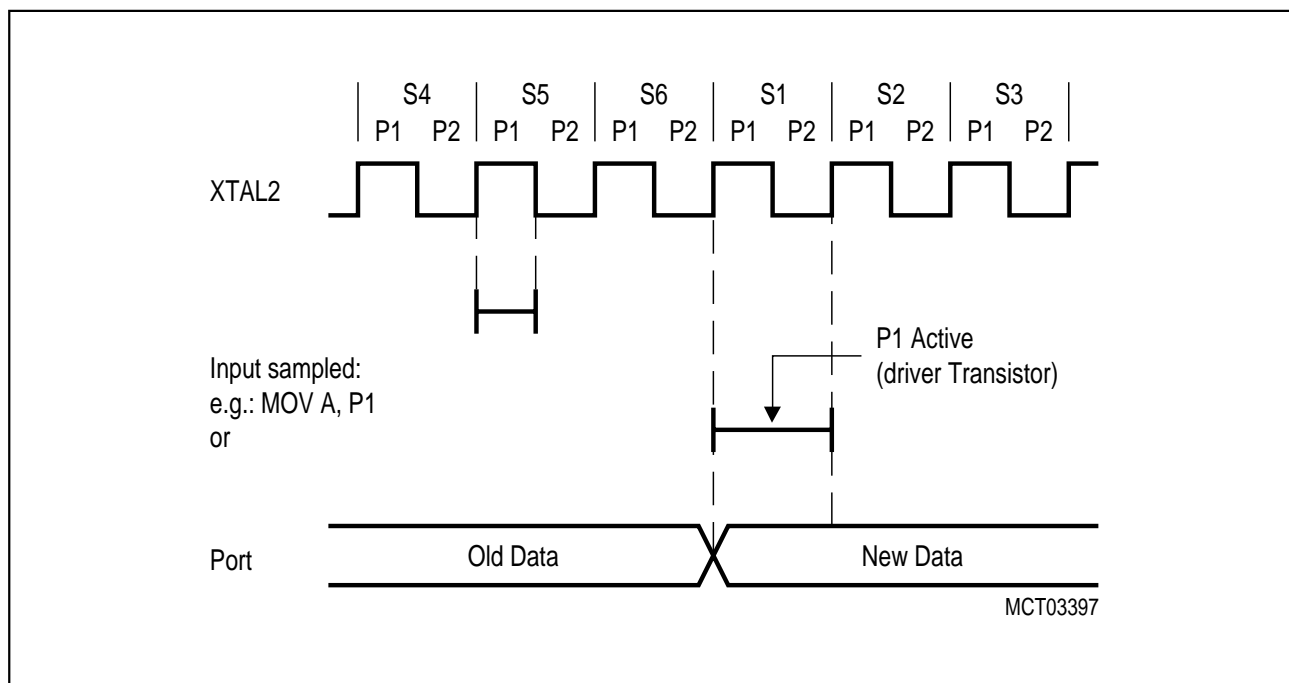 S4 S5 S6 S1 S2 S3
P1 P2 P1 P2 P1 P2 P1 P2 P1 P2 P1 P2
XTAL2
P1 Active
(driver Transistor)
Input sampled:
e.g.: MOV A, P1
or
Port Old Data New Data
MCT03397